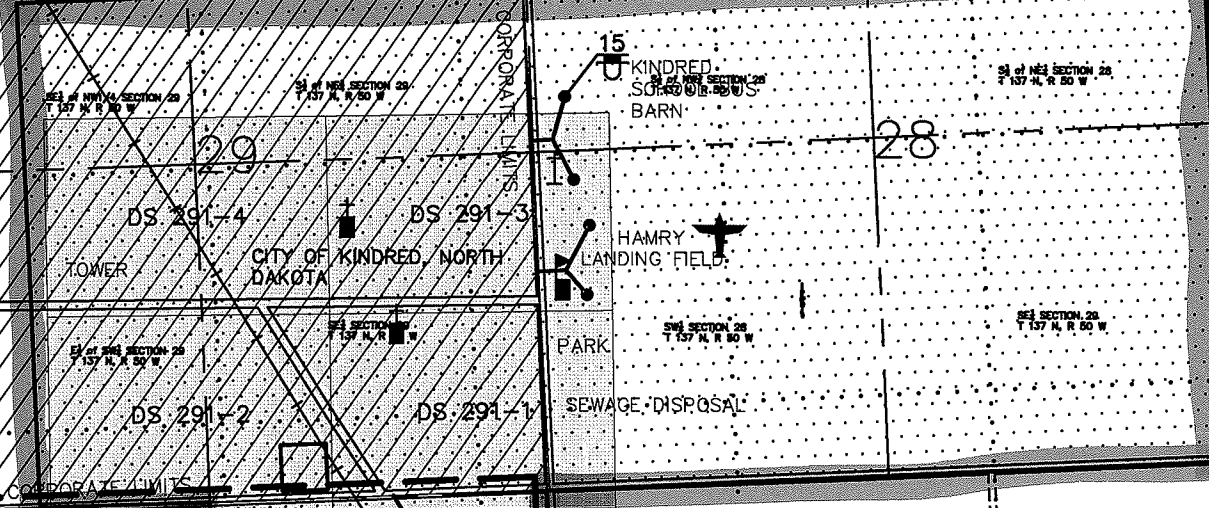 15
KINDRED
BARN
SE¼ of NW1/4 SECTION 29
T 137 N, R 50 W
S½ of NE¼ SECTION 29
T 137 N, R 50 W
S½ of NE¼ SECTION 28
T 137 N, R 50 W
CORPORATE LIMITS
29
28
1
DS 291-4
DS 291-3
HAMRY
LANDING FIELD
CITY OF KINDRED, NORTH
DAKOTA
TOWER
SECTION
T 137 N, R W
SW¼ SECTION 28
T 137 N, R 50 W
SE¼ SECTION 29
T 137 N, R 50 W
PARK
E½ of SW¼ SECTION 29
T 137 N, R 50 W
DS 291-2
DS 291-1
SEWAGE DISPOSAL
CORPORATE LIMITS